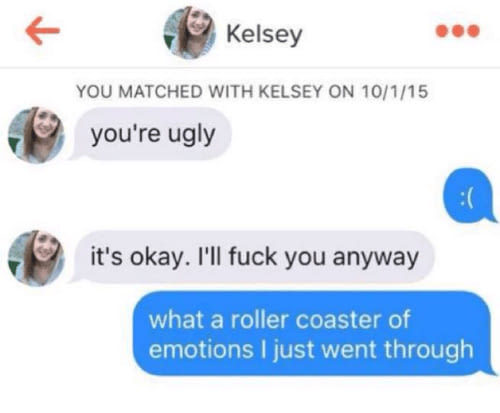 Kelsey
YOU MATCHED WITH KELSEY ON 10/1/15
you're ugly
:(
it's okay. I'll fuck you anyway
what a roller coaster of
emotions I just went through